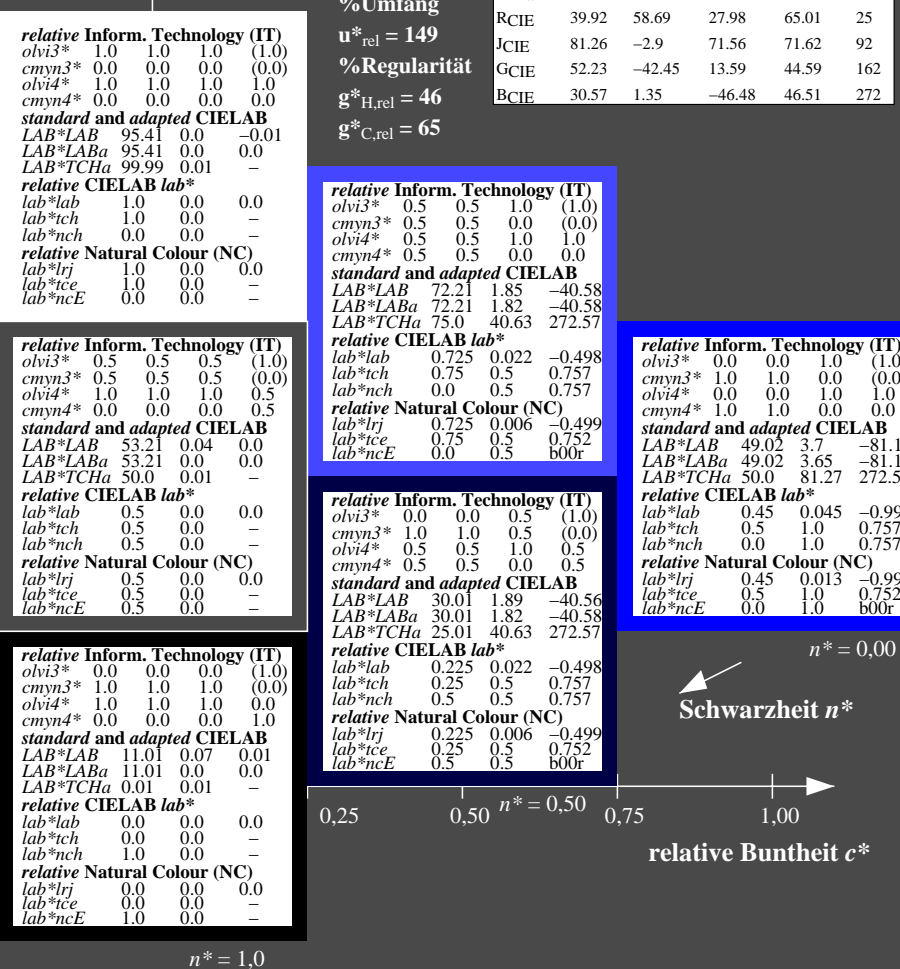 %Umfang
u*rel = 149
%Regularität
g*H,rel = 46
g*C,rel = 65
RCIE 39.92 58.69 27.98 65.01 25
JCIE 81.26 −2.9 71.56 71.62 92
GCIE 52.23 −42.45 13.59 44.59 162
BCIE 30.57 1.35 −46.48 46.51 272
relative Inform. Technology (IT)
olvi3* 1.0 1.0 1.0 (1.0)
cmyn3* 0.0 0.0 0.0 (0.0)
olvi4* 1.0 1.0 1.0 1.0
cmyn4* 0.0 0.0 0.0 0.0
standard and adapted CIELAB
LAB*LAB 95.41 0.0 −0.01
LAB*LABa 95.41 0.0 0.0
LAB*TCHa 99.99 0.01 –
relative CIELAB lab*
lab*lab 1.0 0.0 0.0
lab*tch 1.0 0.0 –
lab*nch 0.0 0.0 –
relative Natural Colour (NC)
lab*lrj 1.0 0.0 0.0
lab*tce 1.0 0.0 –
lab*ncE 0.0 0.0 –
relative Inform. Technology (IT)
olvi3* 0.5 0.5 1.0 (1.0)
cmyn3* 0.5 0.5 0.0 (0.0)
olvi4* 0.5 0.5 1.0 1.0
cmyn4* 0.5 0.5 0.0 0.0
standard and adapted CIELAB
LAB*LAB 72.21 1.85 −40.58
LAB*LABa 72.21 1.82 −40.58
LAB*TCHa 75.0 40.63 272.57
relative CIELAB lab*
lab*lab 0.725 0.022 −0.498
lab*tch 0.75 0.5 0.757
lab*nch 0.0 0.5 0.757
relative Natural Colour (NC)
lab*lrj 0.725 0.006 −0.499
lab*tce 0.75 0.5 0.752
lab*ncE 0.0 0.5 b00r
relative Inform. Technology (IT)
olvi3* 0.5 0.5 0.5 (1.0)
cmyn3* 0.5 0.5 0.5 (0.0)
olvi4* 1.0 1.0 1.0 0.5
cmyn4* 0.0 0.0 0.0 0.5
standard and adapted CIELAB
LAB*LAB 53.21 0.04 0.0
LAB*LABa 53.21 0.0 0.0
LAB*TCHa 50.0 0.01 –
relative CIELAB lab*
lab*lab 0.5 0.0 0.0
lab*tch 0.5 0.0 –
lab*nch 0.5 0.0 –
relative Natural Colour (NC)
lab*lrj 0.5 0.0 0.0
lab*tce 0.5 0.0 –
lab*ncE 0.5 0.0 –
relative Inform. Technology (IT)
olvi3* 0.0 0.0 1.0 (1.0
cmyn3* 1.0 1.0 0.0 (0.0
olvi4* 0.0 0.0 1.0 1.0
cmyn4* 1.0 1.0 0.0 0.0
standard and adapted CIELAB
LAB*LAB 49.02 3.7 −81.1
LAB*LABa 49.02 3.65 −81.1
LAB*TCHa 50.0 81.27 272.5
relative CIELAB lab*
lab*lab 0.45 0.045 −0.99
lab*tch 0.5 1.0 0.757
lab*nch 0.0 1.0 0.757
relative Natural Colour (NC)
lab*lrj 0.45 0.013 −0.99
lab*tce 0.5 1.0 0.752
lab*ncE 0.0 1.0 b00r
n* = 0,00
Schwarzheit n*
relative Inform. Technology (IT)
olvi3* 0.0 0.0 0.5 (1.0)
cmyn3* 1.0 1.0 0.5 (0.0)
olvi4* 0.5 0.5 1.0 0.5
cmyn4* 0.5 0.5 0.0 0.5
standard and adapted CIELAB
LAB*LAB 30.01 1.89 −40.56
LAB*LABa 30.01 1.82 −40.58
LAB*TCHa 25.01 40.63 272.57
relative CIELAB lab*
lab*lab 0.225 0.022 −0.498
lab*tch 0.25 0.5 0.757
lab*nch 0.5 0.5 0.757
relative Natural Colour (NC)
lab*lrj 0.225 0.006 −0.499
lab*tce 0.25 0.5 0.752
lab*ncE 0.5 0.5 b00r
relative Inform. Technology (IT)
olvi3* 0.0 0.0 0.0 (1.0)
cmyn3* 1.0 1.0 1.0 (0.0)
olvi4* 1.0 1.0 1.0 0.0
cmyn4* 0.0 0.0 0.0 1.0
standard and adapted CIELAB
LAB*LAB 11.01 0.07 0.01
LAB*LABa 11.01 0.0 0.0
LAB*TCHa 0.01 0.01 –
relative CIELAB lab*
lab*lab 0.0 0.0 0.0
lab*tch 0.0 0.0 –
lab*nch 1.0 0.0 –
relative Natural Colour (NC)
lab*lrj 0.0 0.0 0.0
lab*tce 0.0 0.0 –
lab*ncE 1.0 0.0 –
n* = 1,0
0,25 0,50 n* = 0,50 0,75 1,00
relative Buntheit c*